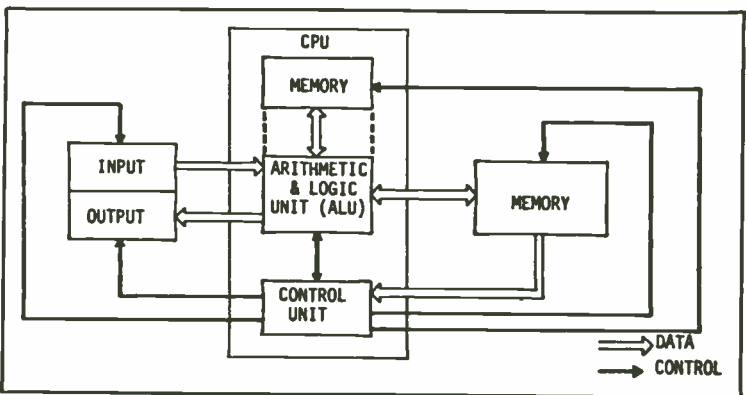 CPU
MEMORY
INPUT
OUTPUT
ARITHMETIC
& LOGIC
UNIT (ALU)
MEMORY
CONTROL
UNIT
DATA
CONTROL